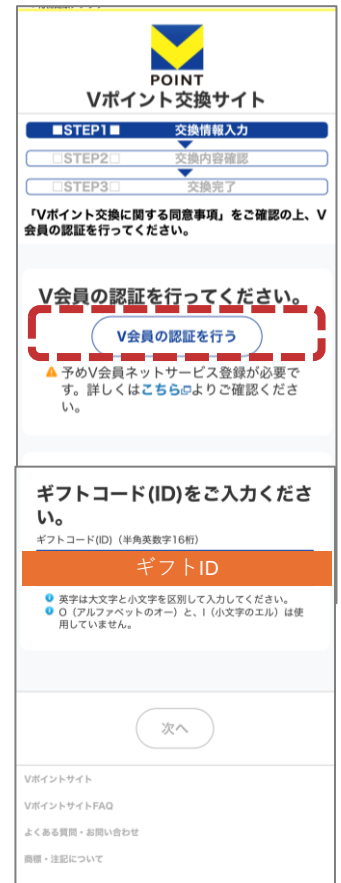 POINT
Vポイント交換サイト
■STEP1■ 交換情報入力
□STEP2□ 交換内容確認
□STEP3□ 交換完了
「Vポイント交換に関する同意事項」をご確認の上、V
会員の認証を行ってください。
V会員の認証を行ってください。
V会員の認証を行う
予めV会員ネットサービス登録が必要で
す。詳しくはこちらよりご確認くださ
い。
ギフトコード(ID)をご入力くださ
い。
ギフトコード(ID)（半角英数字16桁）
ギフトID
英字は大文字と小文字を区別して入力してください。
O（アルファベットのオー）と、l（小文字のエル）は使
用していません。
次へ
Vポイントサイト
VポイントサイトFAQ
よくある質問・お問い合わせ
商標・注記について